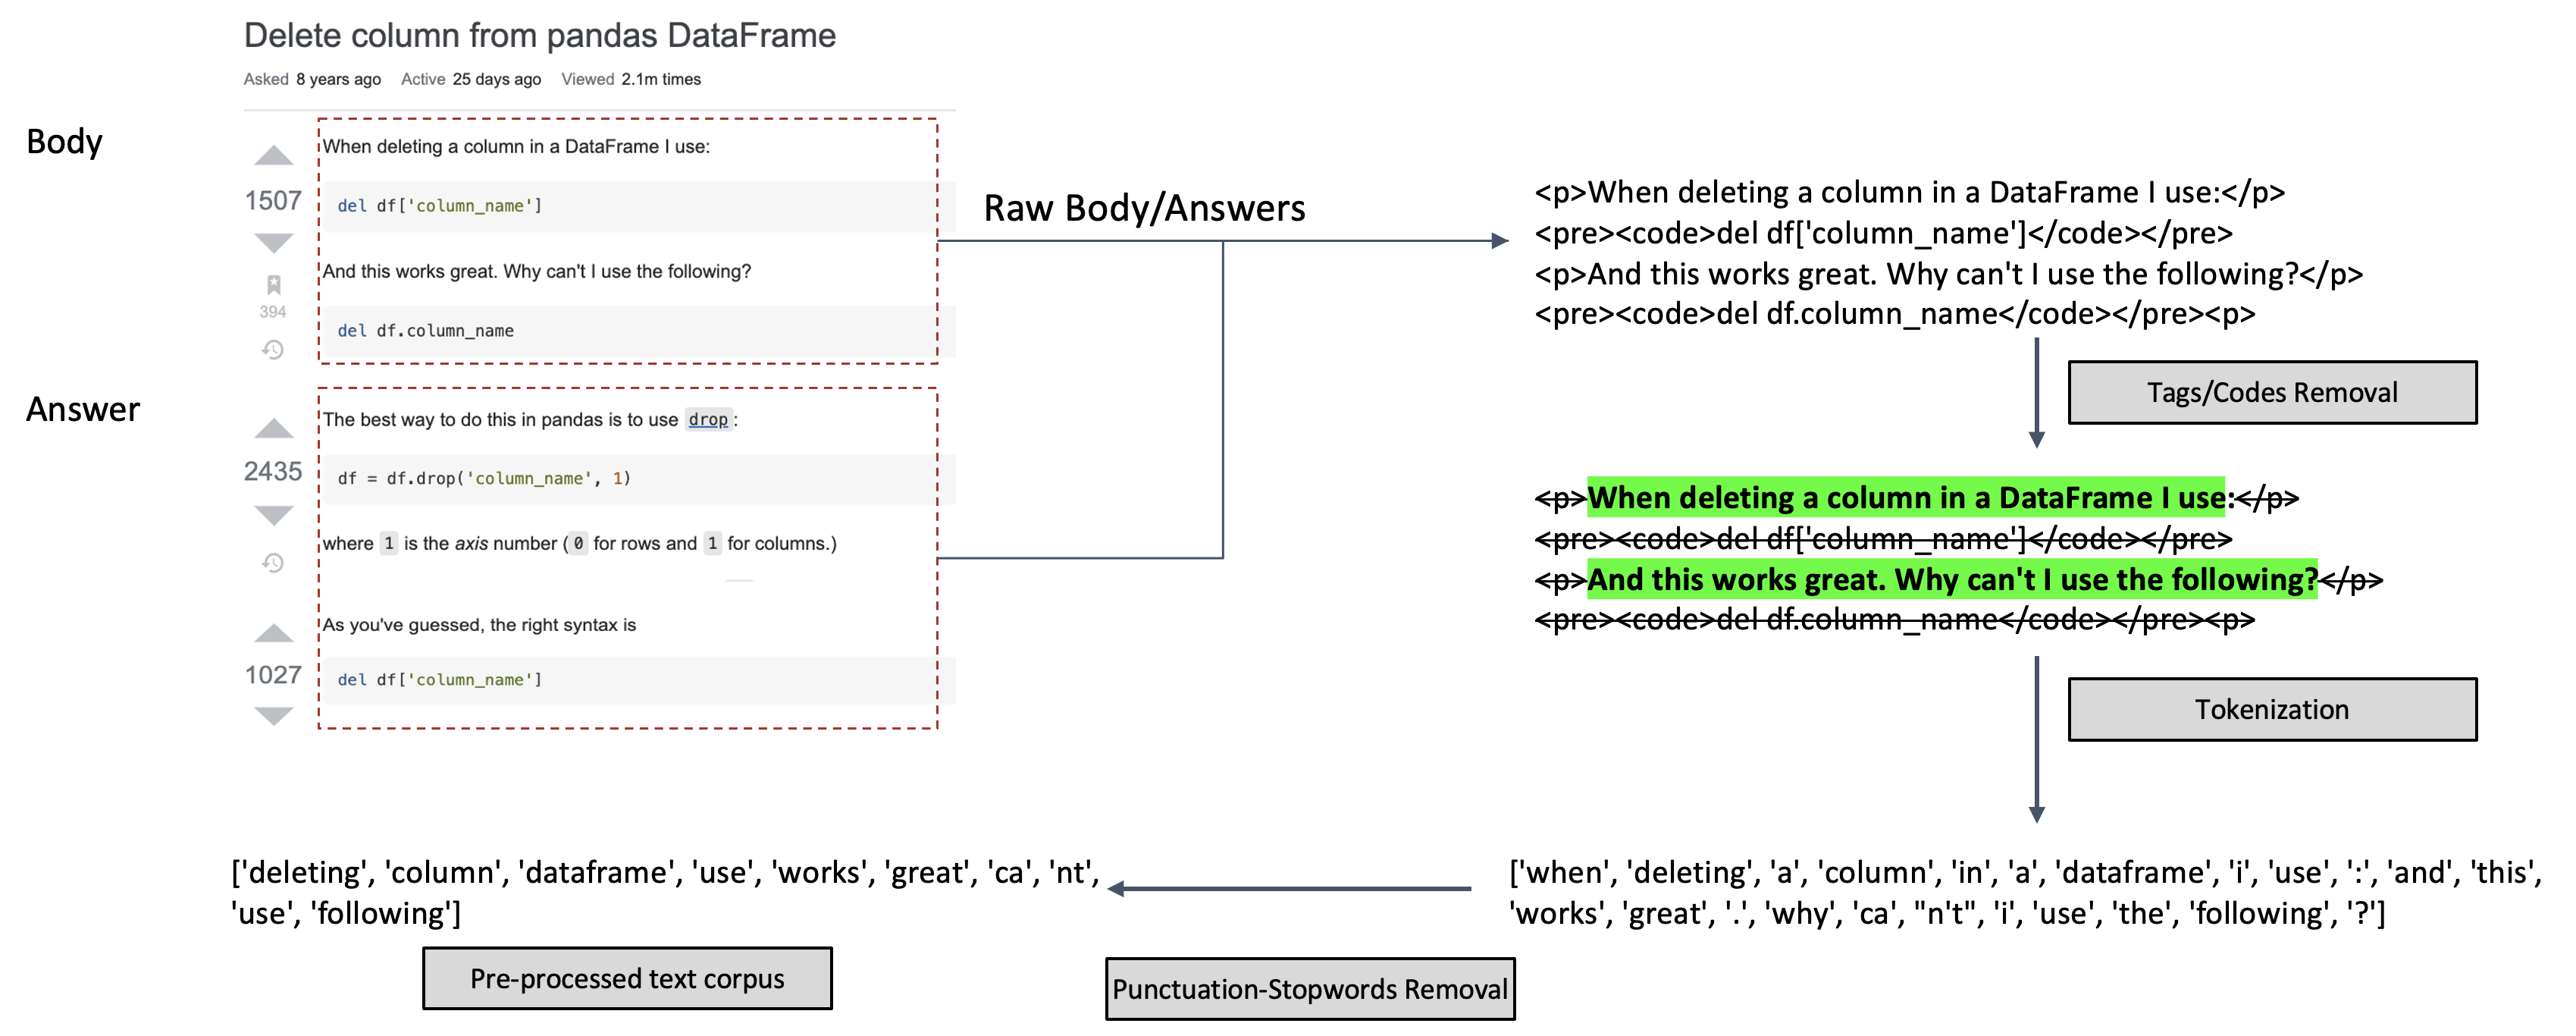 Delete column from pandas DataFrame
Asked 8 years ago Active 25 days ago Viewed 2.1m times
Body
When deleting a column in a DataFrame I use:
1507
del df['column_name']
And this works great. Why can't I use the following?
394
del df.column_name
Answer
The best way to do this in pandas is to use drop:
2435
df = df.drop('column_name', 1)
where 1 is the axis number (0 for rows and 1 for columns.)
As you've guessed, the right syntax is
1027
del df['column_name']
Raw Body/Answers
<p>When deleting a column in a DataFrame I use:</p>
<pre><code>del df['column_name']</code></pre>
<p>And this works great. Why can't I use the following?</p>
<pre><code>del df.column_name</code></pre><p>
Tags/Codes Removal
<p>When deleting a column in a DataFrame I use:</p>
<pre><code>del df['column_name']</code></pre>
<p>And this works great. Why can't I use the following?</p>
<pre><code>del df.column_name</code></pre><p>
Tokenization
['when', 'deleting', 'a', 'column', 'in', 'a', 'dataframe', 'i', 'use', ':', 'and', 'this',
'works', 'great', '.', 'why', 'ca', "n't", 'i', 'use', 'the', 'following', '?']
Punctuation-Stopwords Removal
['deleting', 'column', 'dataframe', 'use', 'works', 'great', 'ca', 'nt',
'use', 'following']
Pre-processed text corpus